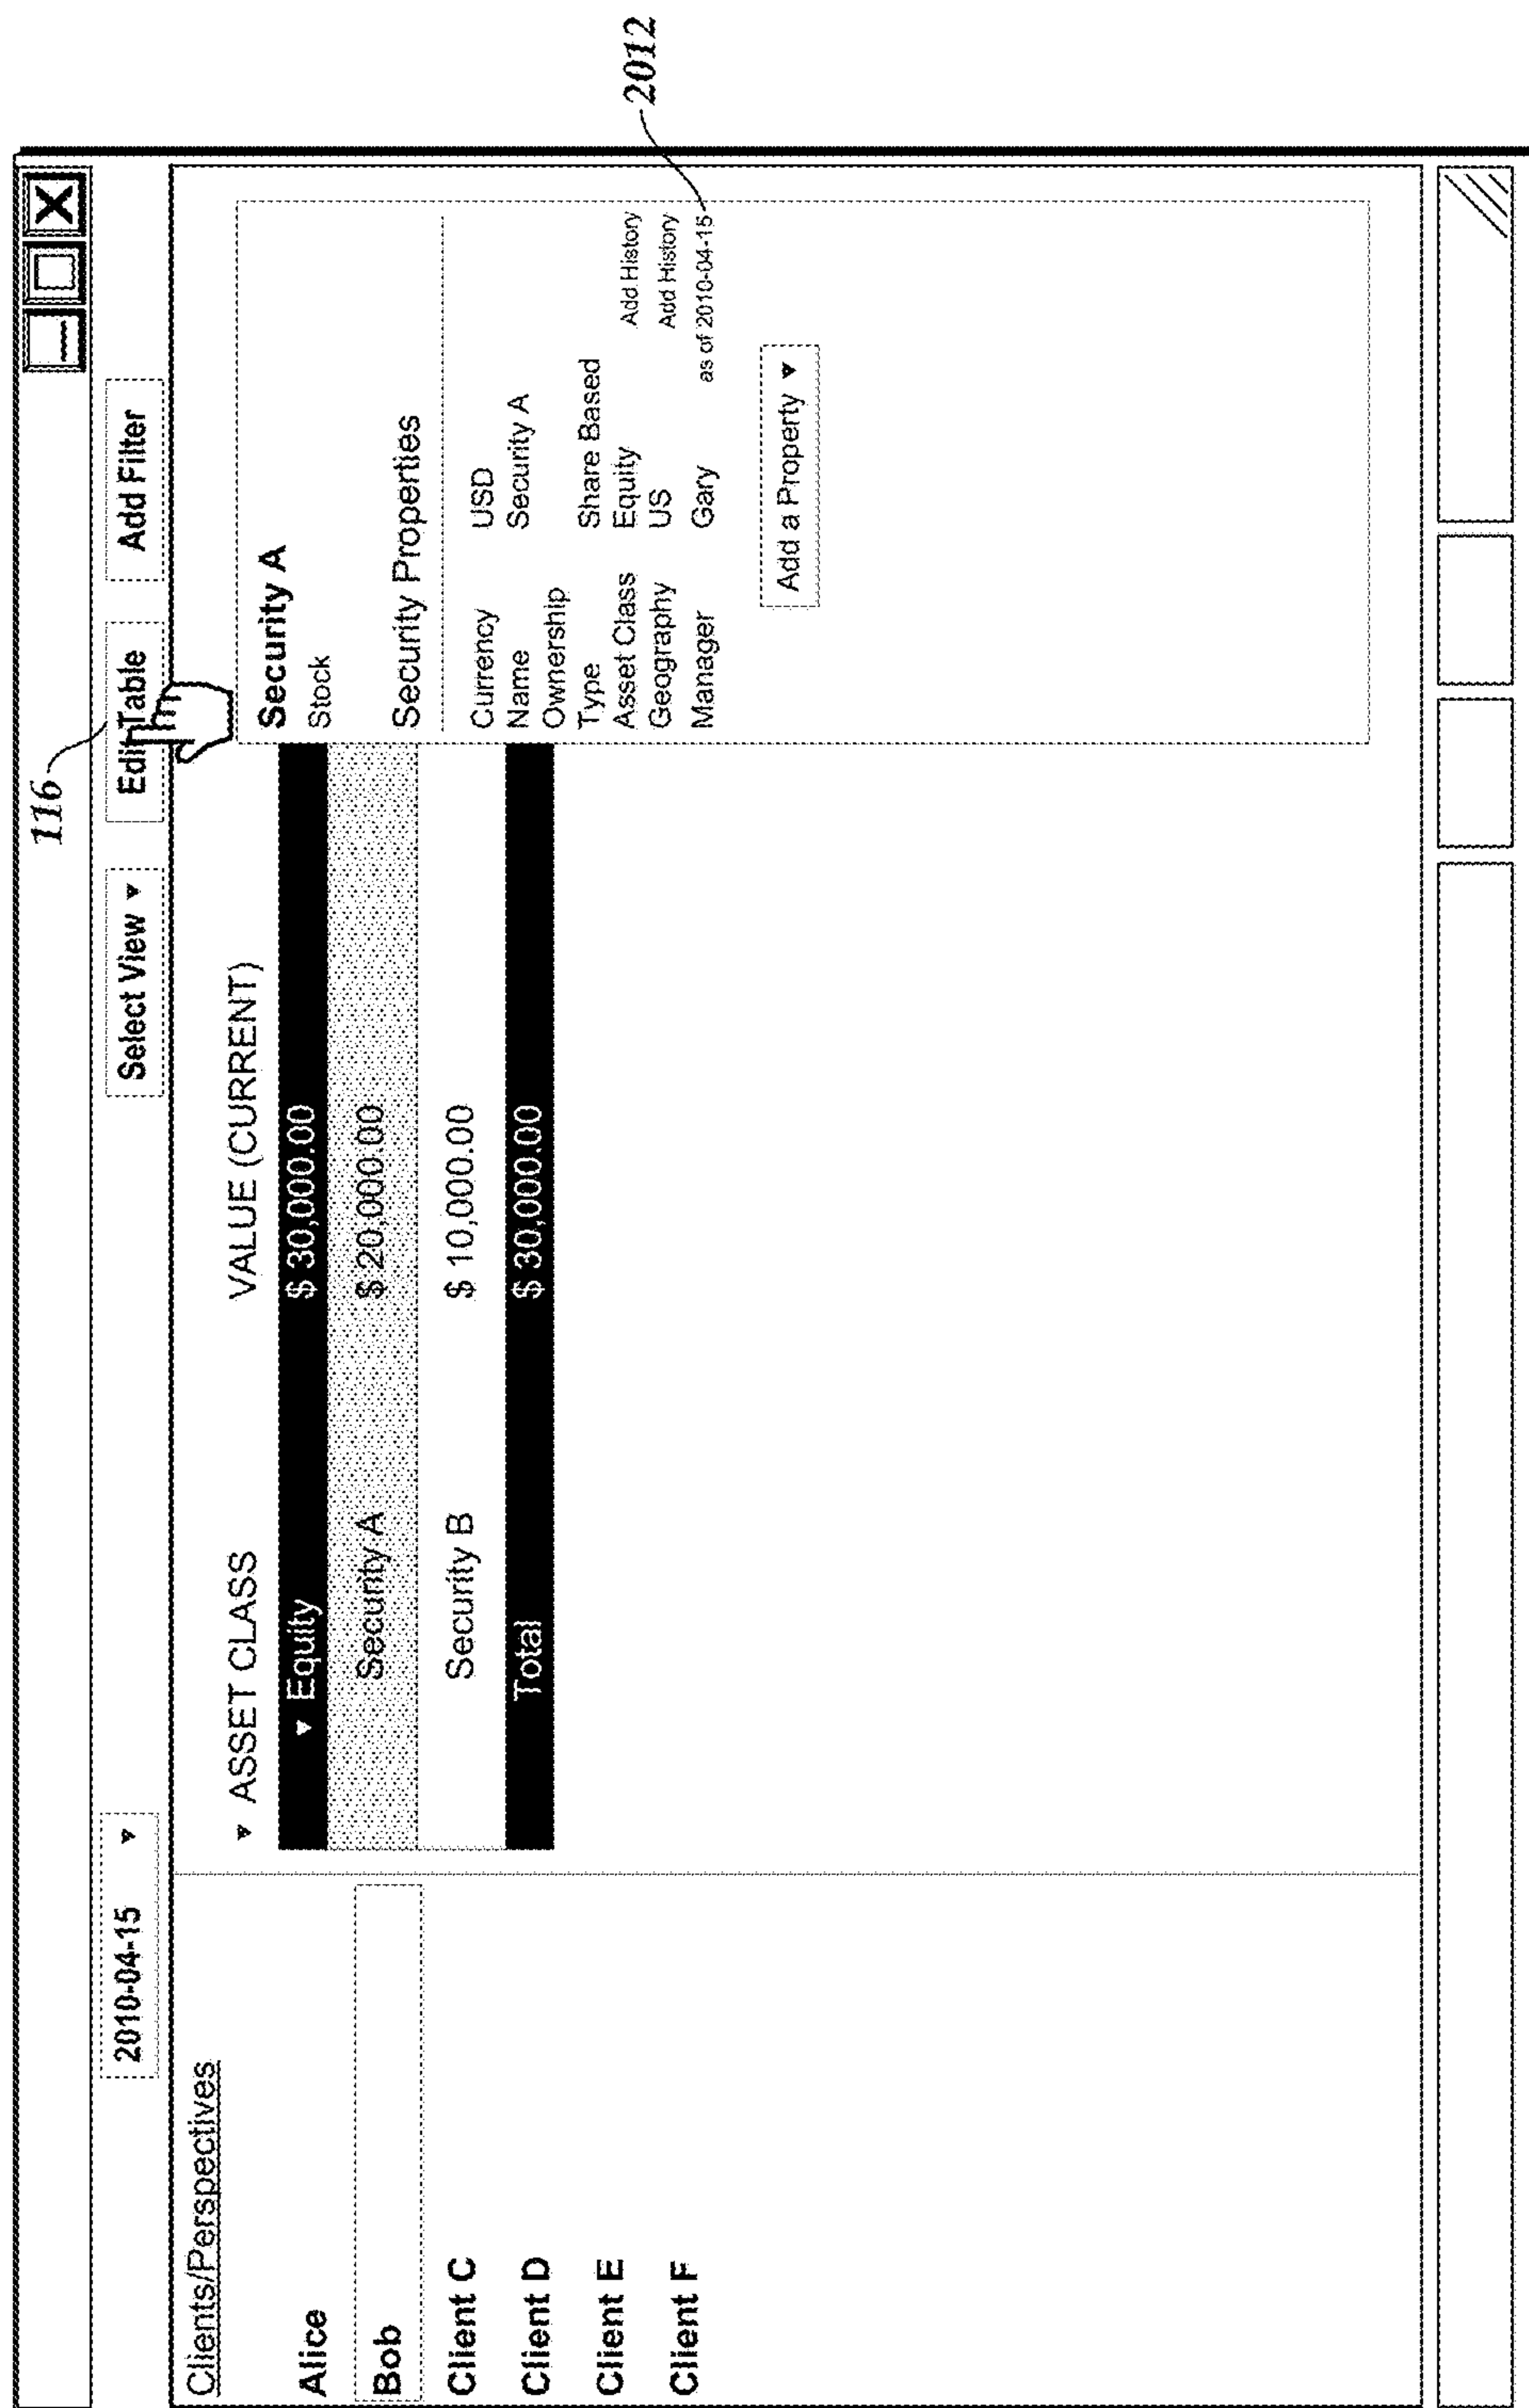 116
2010-04-15
Select View
Edit Table
Add Filter
Clients/Perspectives
Alice
Bob
Client C
Client D
Client E
Client F
ASSET CLASS VALUE (CURRENT)
Equity $ 30,000.00
Security A $ 20,000.00
Security B $ 10,000.00
Total $ 30,000.00
Security A
Stock
Security Properties
Currency USD
Name Security A
Ownership
Type Share Based
Asset Class Equity Add History
Geography US Add History
Manager Gary as of 2010-04-15
Add a Property
2012